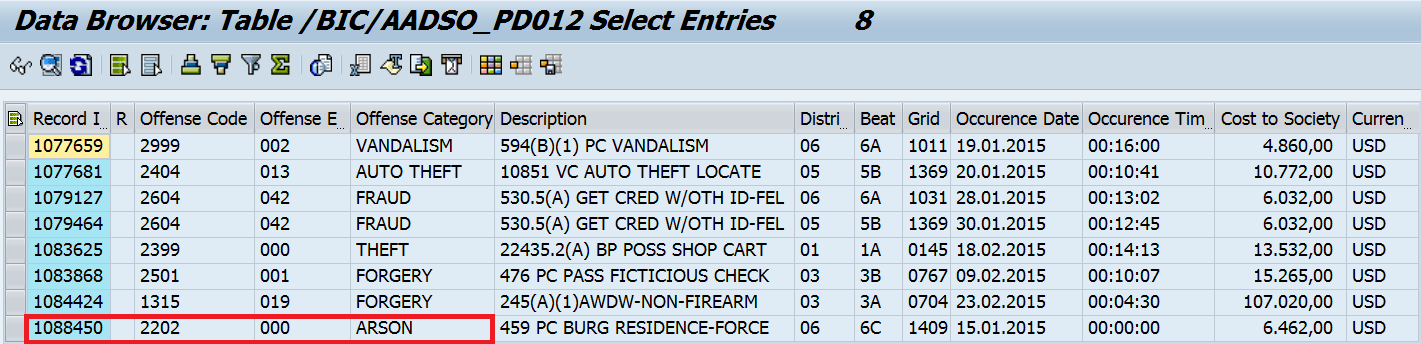 Data Browser: Table /BIC/AADSO_PD012 Select Entries 8
Record I... R Offense Code Offense E... Offense Category Description Distri... Beat Grid Occurence Date Occurence Tim... Cost to Society Curren...
1077659 2999 002 VANDALISM 594(B)(1) PC VANDALISM 06 6A 1011 19.01.2015 00:16:00 4.860,00 USD
1077681 2404 013 AUTO THEFT 10851 VC AUTO THEFT LOCATE 05 5B 1369 20.01.2015 00:10:41 10.772,00 USD
1079127 2604 042 FRAUD 530.5(A) GET CRED W/OTH ID-FEL 06 6A 1031 28.01.2015 00:13:02 6.032,00 USD
1079464 2604 042 FRAUD 530.5(A) GET CRED W/OTH ID-FEL 05 5B 1369 30.01.2015 00:12:45 6.032,00 USD
1083625 2399 000 THEFT 22435.2(A) BP POSS SHOP CART 01 1A 0145 18.02.2015 00:14:13 13.532,00 USD
1083868 2501 001 FORGERY 476 PC PASS FICTICIOUS CHECK 03 3B 0767 09.02.2015 00:10:07 15.265,00 USD
1084424 1315 019 FORGERY 245(A)(1)AWDW-NON-FIREARM 03 3A 0704 23.02.2015 00:04:30 107.020,00 USD
1088450 2202 000 ARSON 459 PC BURG RESIDENCE-FORCE 06 6C 1409 15.01.2015 00:00:00 6.462,00 USD